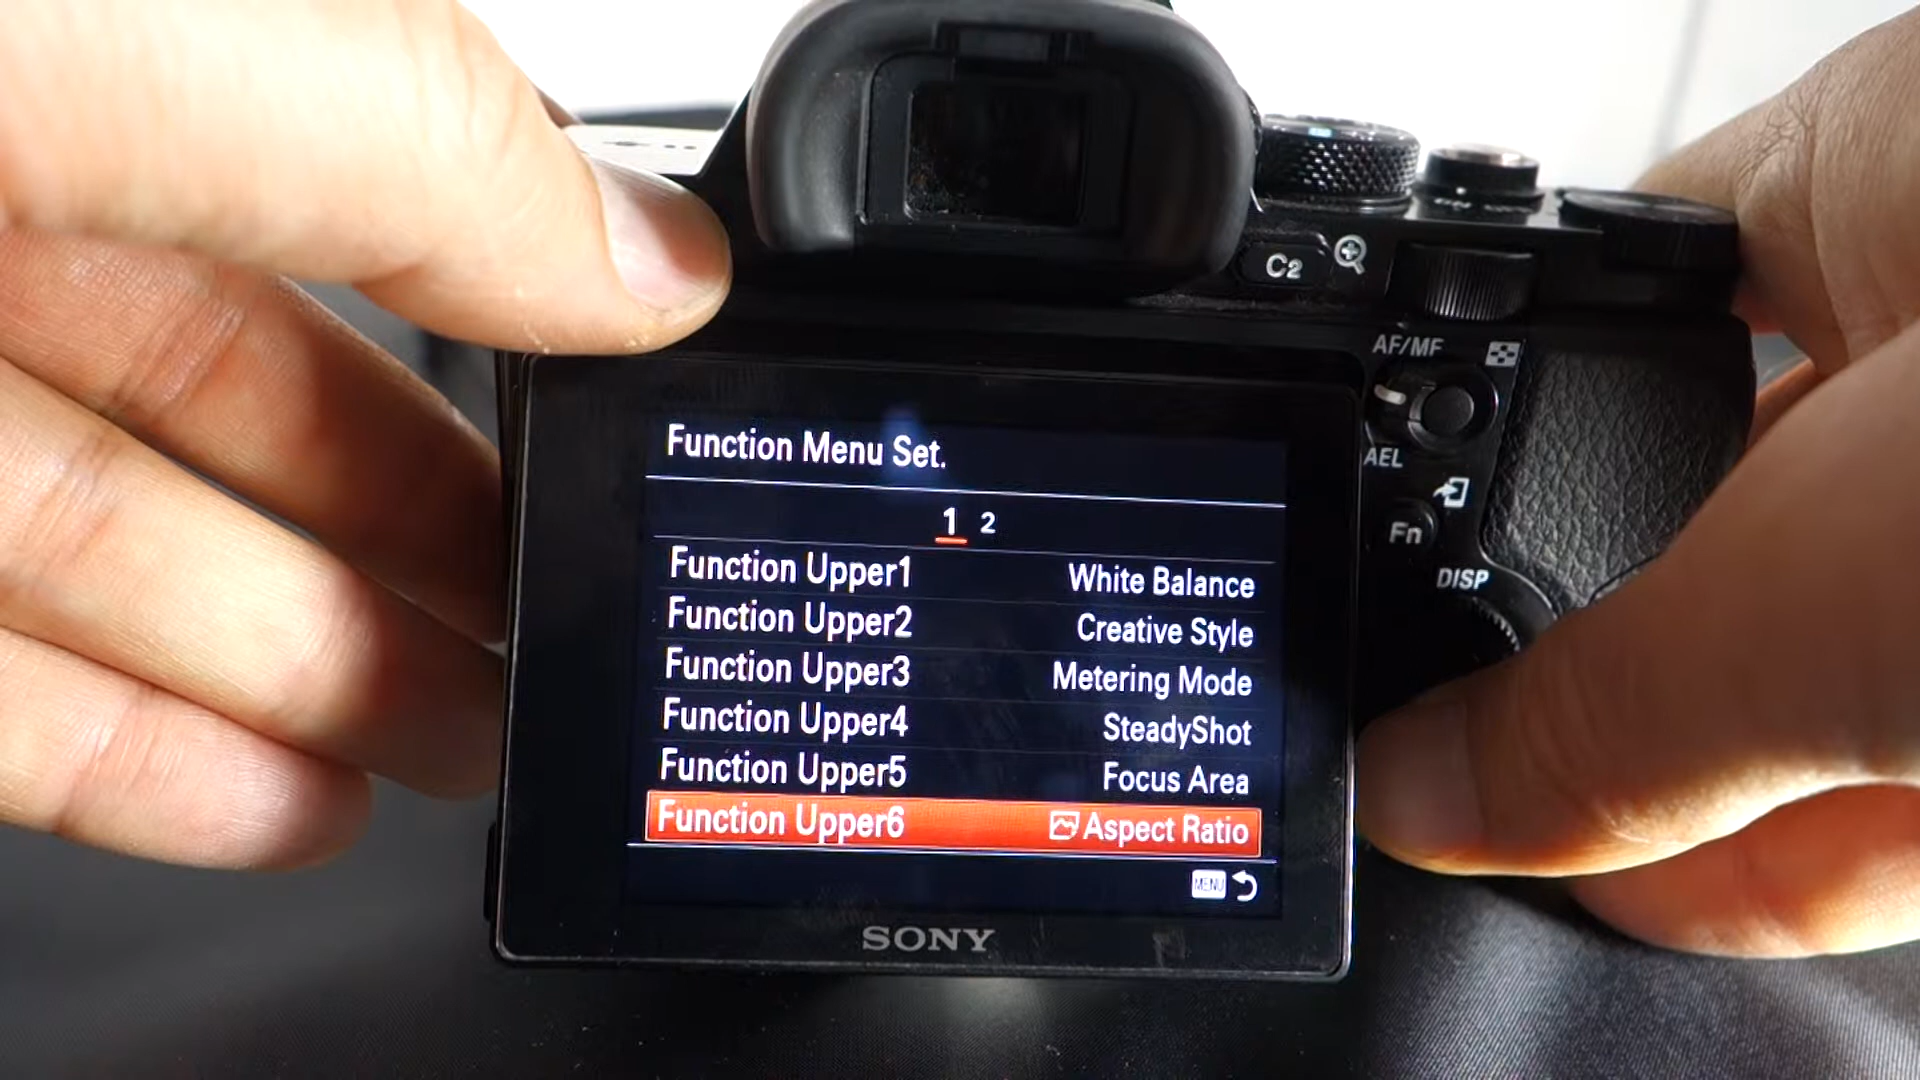 C2
AF/MF
AEL
Fn
DISP
Function Menu Set.
1 2
Function Upper1 White Balance
Function Upper2 Creative Style
Function Upper3 Metering Mode
Function Upper4 SteadyShot
Function Upper5 Focus Area
Function Upper6 Aspect Ratio
MENU
SONY